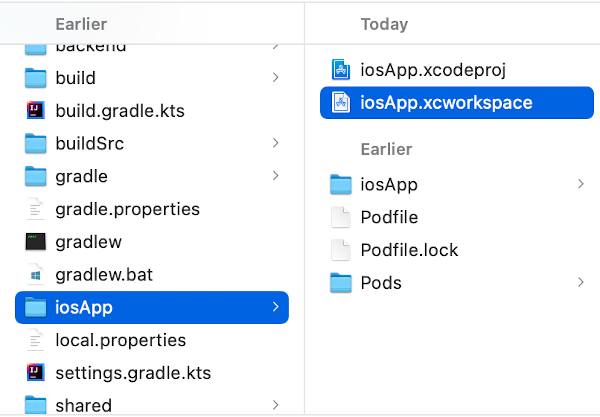 Earlier
backend
build
build.gradle.kts
buildSrc
gradle
gradle.properties
gradlew
gradlew.bat
iosApp
local.properties
settings.gradle.kts
shared
Today
iosApp.xcodeproj
iosApp.xcworkspace
Earlier
iosApp
Podfile
Podfile.lock
Pods